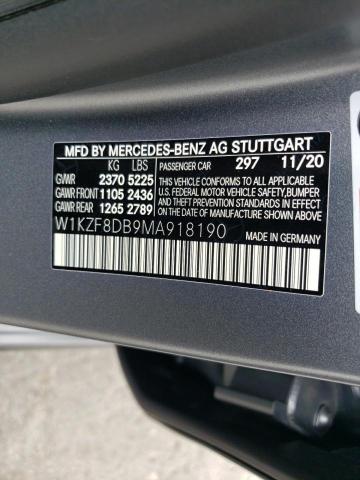 MFD BY MERCEDES-BENZ AG STUTTGART
KG LBS PASSENGER CAR 297 11/20
GVWR 2370 5225 THIS VEHICLE CONFORMS TO ALL APPLICABLE
GAWR FRONT 1105 2436 U.S. FEDERAL MOTOR VEHICLE SAFETY,BUMPER
GAWR REAR 1265 2789 AND THEFT PREVENTION STANDARDS IN
EFFECT ON THE DATE OF MANUFACTURE
W1KZF8DB9MA918190 MADE IN GERMANY